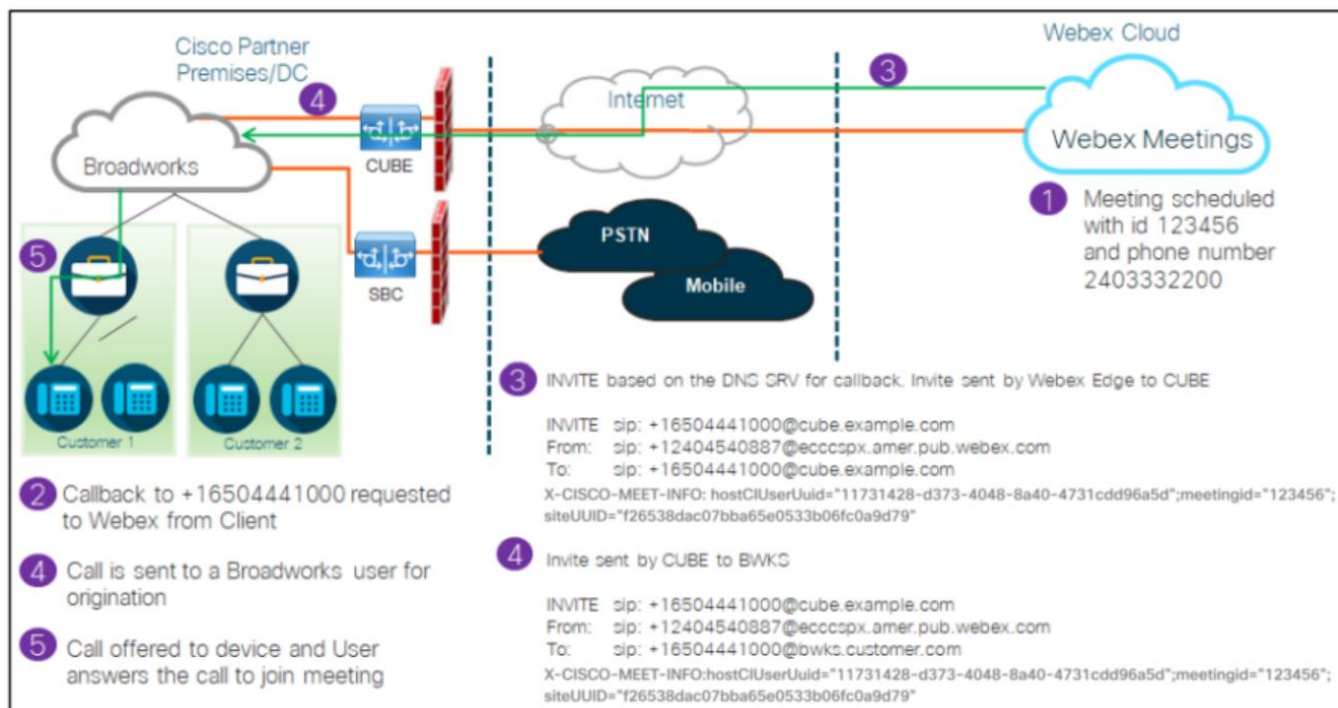 Cisco Partner
Premises/DC
Webex Cloud
4
3
Internet
Broadworks
CUBE
Webex Meetings
1 Meeting scheduled
with id 123456
and phone number
2403332200
5
SBC
PSTN
Mobile
Customer 1
Customer 2
3 INVITE based on the DNS SRV for callback. Invite sent by Webex Edge to CUBE
INVITE sip: +16504441000@cube.example.com
From: sip: +12404540887@ecccspx.amer.pub.webex.com
To: sip: +16504441000@cube.example.com
X-CISCO-MEET-INFO: hostCIUserUuid="11731428-d373-4048-8a40-4731cdd96a5d";meetingid="123456";
siteUUID="f26538dac07bba65e0533b06fc0a9d79"
2 Callback to +16504441000 requested
to Webex from Client
4 Call is sent to a Broadworks user for
origination
5 Call offered to device and User
answers the call to join meeting
4 Invite sent by CUBE to BWKS
INVITE sip: +16504441000@cube.example.com
From: sip: +12404540887@ecccspx.amer.pub.webex.com
To: sip: +16504441000@bwks.customer.com
X-CISCO-MEET-INFO:hostCIUserUuid="11731428-d373-4048-8a40-4731cdd96a5d";meetingid="123456";
siteUUID="f26538dac07bba65e0533b06fc0a9d79"